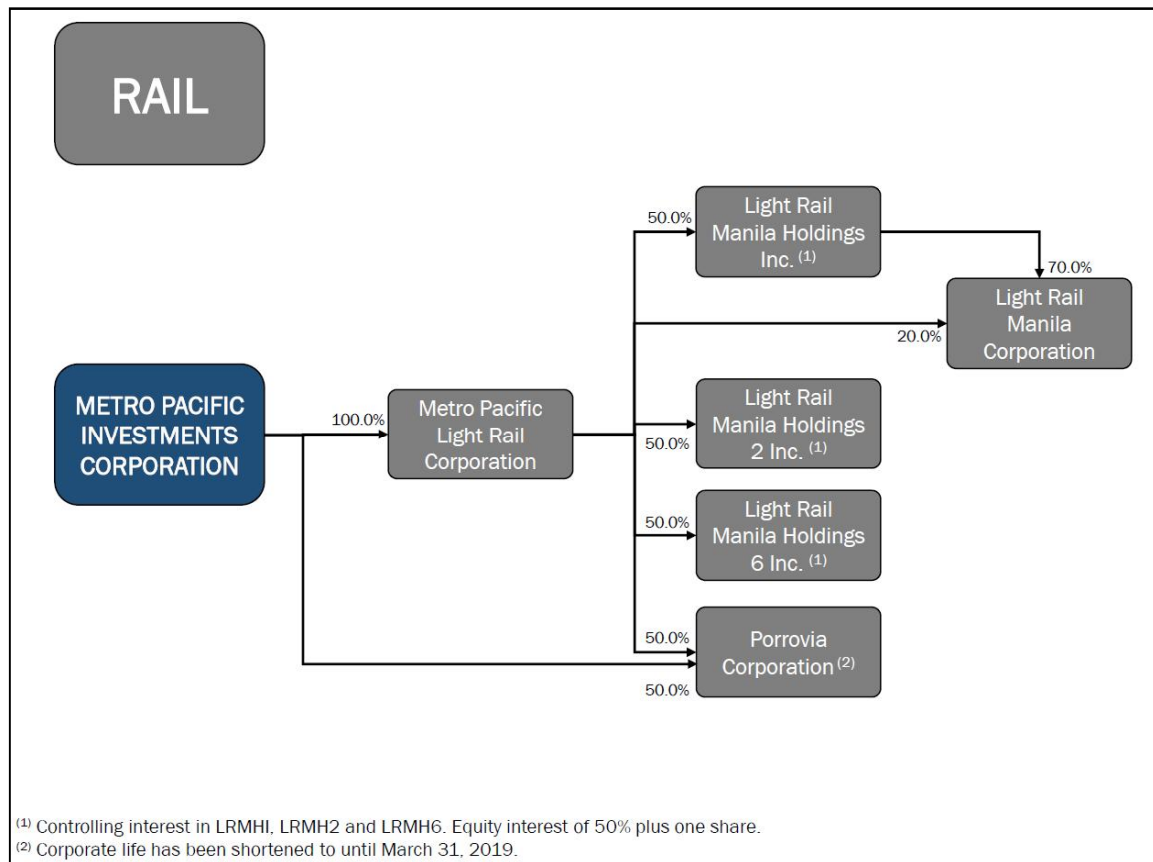 RAIL
50.0%
Light Rail
Manila Holdings
Inc. (1)
70.0%
20.0%
Light Rail
Manila
Corporation
METRO PACIFIC
INVESTMENTS
CORPORATION
100.0%
Metro Pacific
Light Rail
Corporation
50.0%
Light Rail
Manila Holdings
2 Inc. (1)
50.0%
Light Rail
Manila Holdings
6 Inc. (1)
50.0%
50.0%
Porrovia
Corporation (2)
(1) Controlling interest in LRMHI, LRMH2 and LRMH6. Equity interest of 50% plus one share.
(2) Corporate life has been shortened to until March 31, 2019.